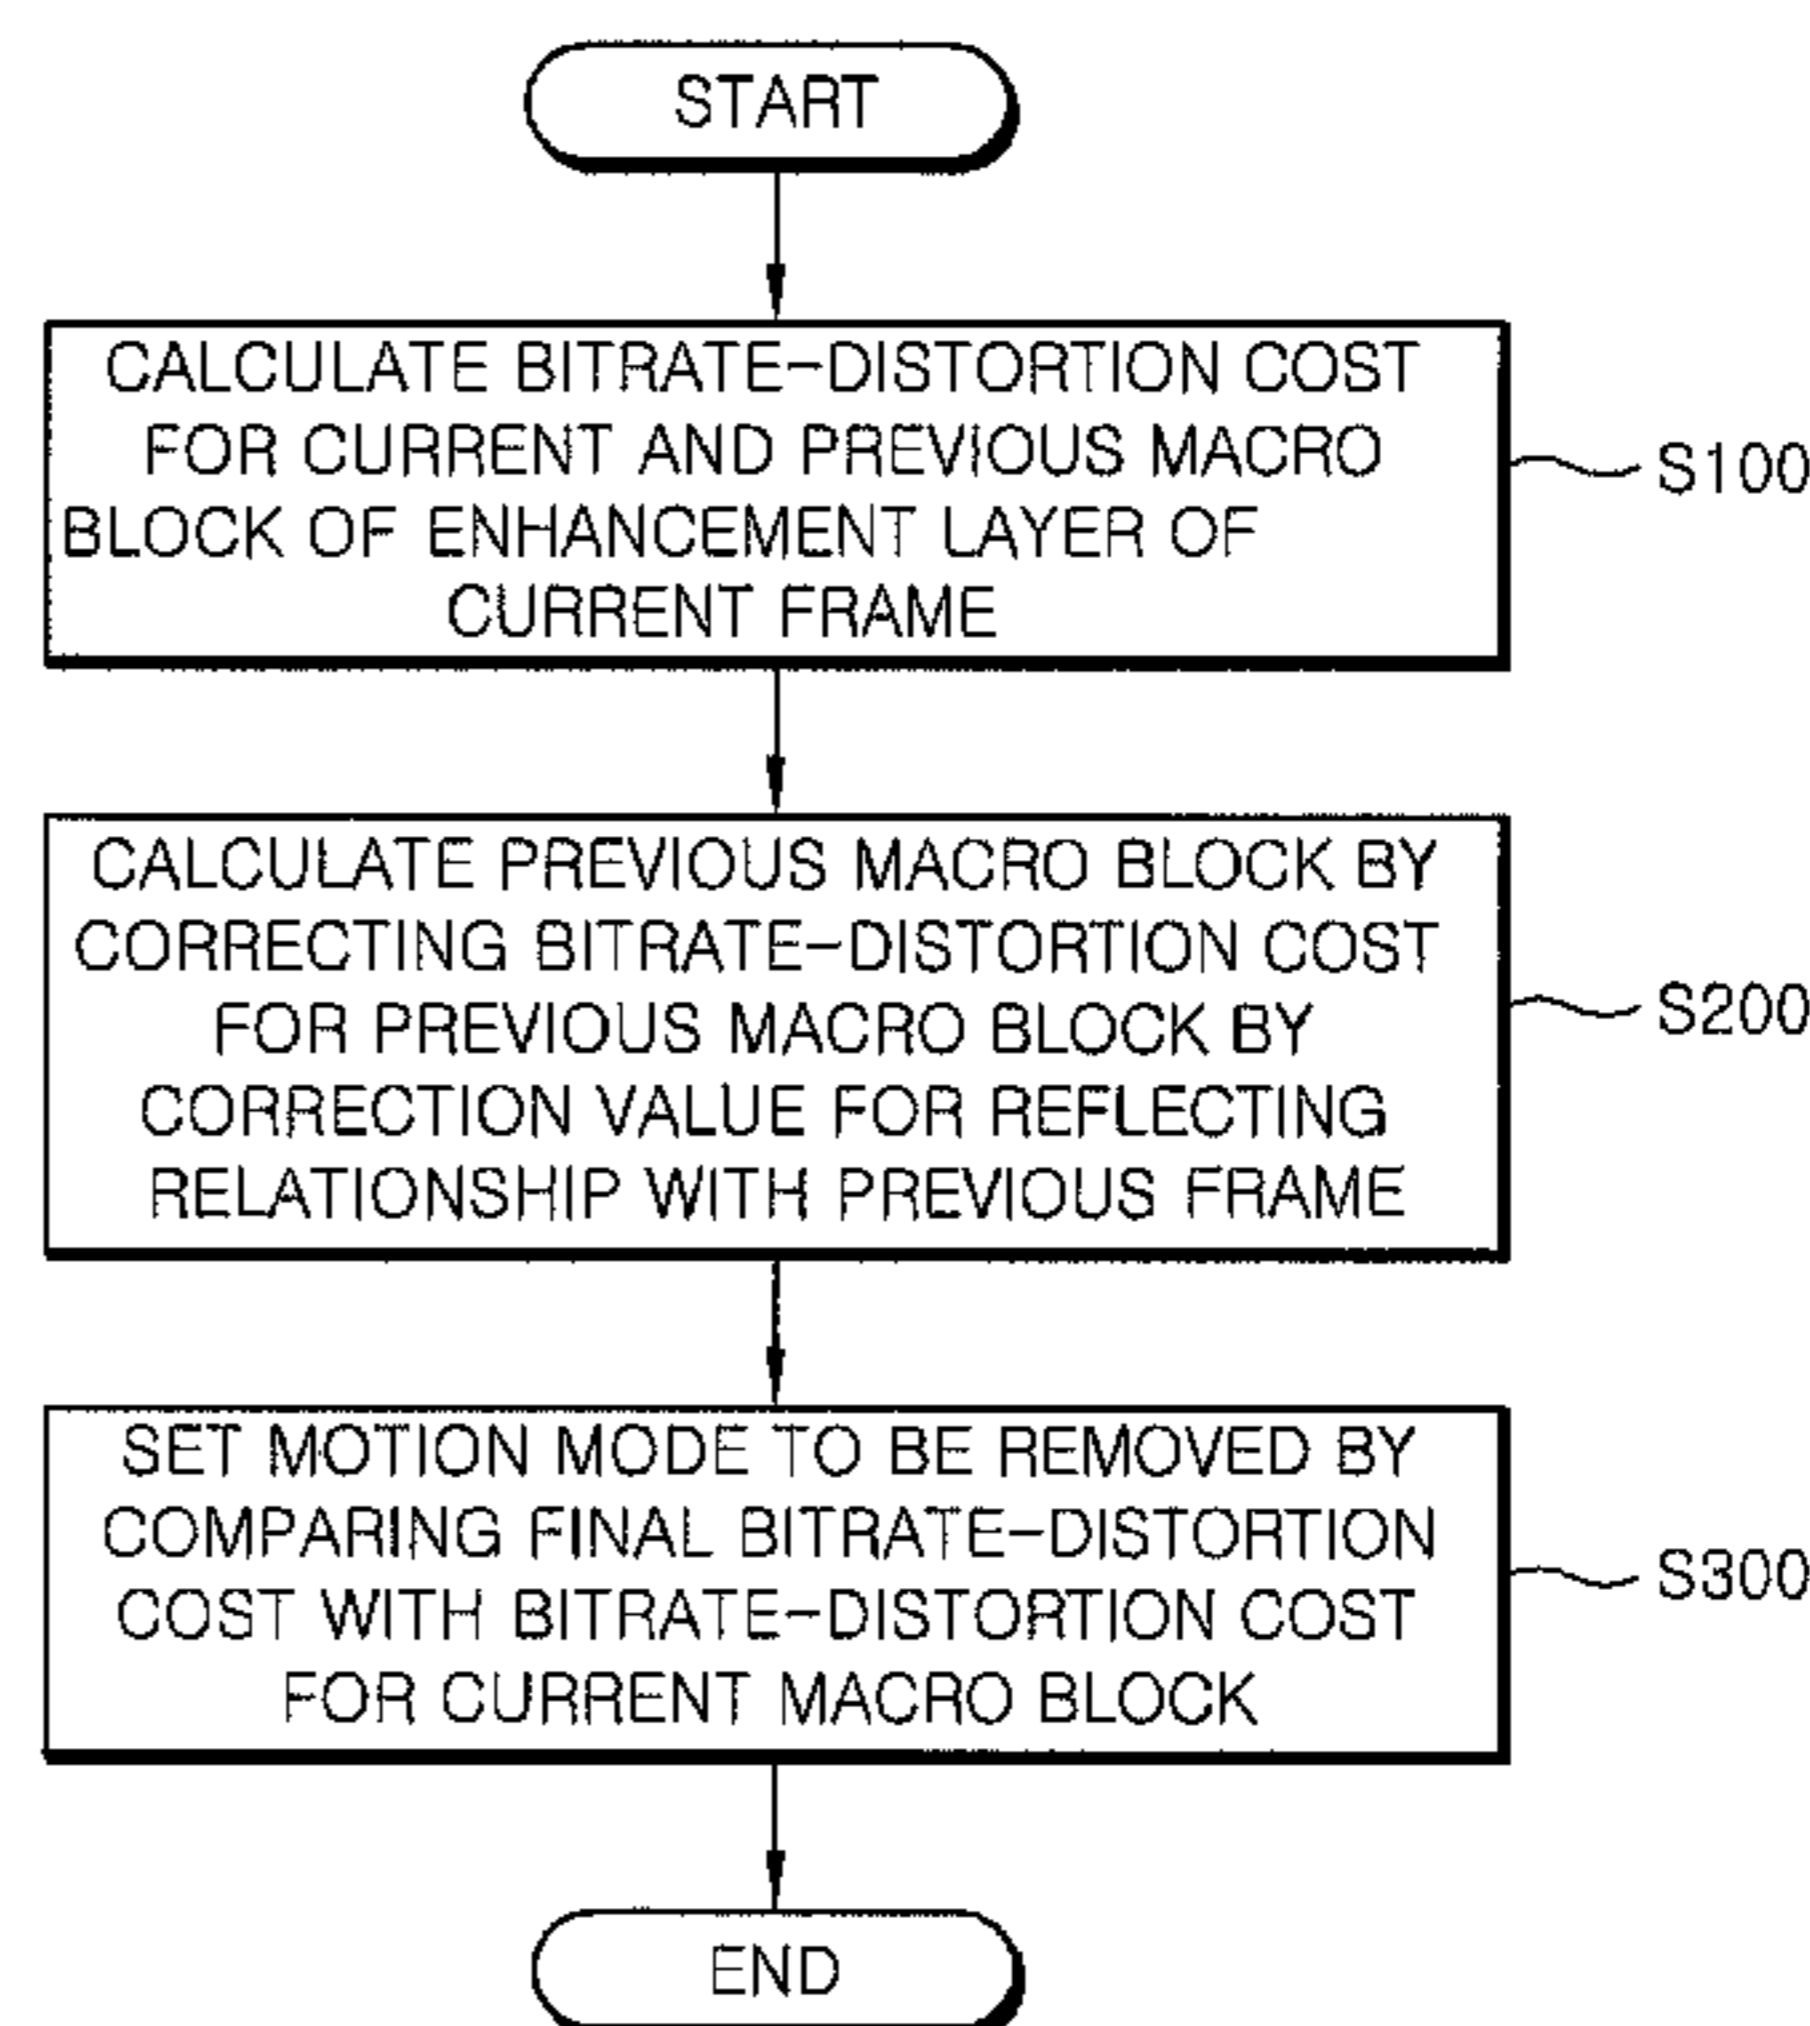 START
CALCULATE BITRATE-DISTORTION COST
FOR CURRENT AND PREVIOUS MACRO
BLOCK OF ENHANCEMENT LAYER OF
CURRENT FRAME
S100
CALCULATE PREVIOUS MACRO BLOCK BY
CORRECTING BITRATE-DISTORTION COST
FOR PREVIOUS MACRO BLOCK BY
CORRECTION VALUE FOR REFLECTING
RELATIONSHIP WITH PREVIOUS FRAME
S200
SET MOTION MODE TO BE REMOVED BY
COMPARING FINAL BITRATE-DISTORTION
COST WITH BITRATE-DISTORTION COST
FOR CURRENT MACRO BLOCK
S300
END